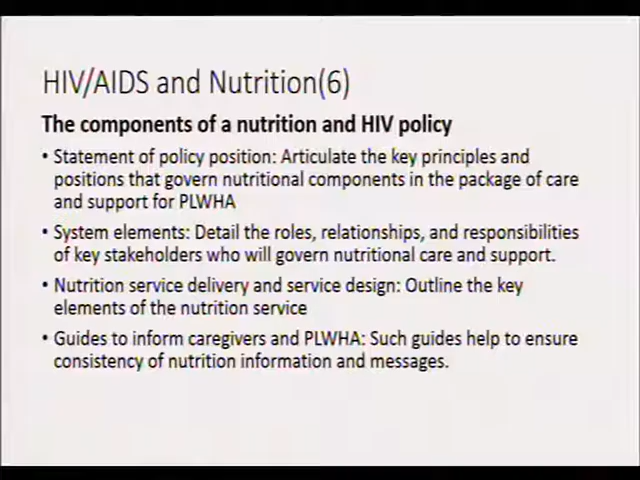 HIV/AIDS and Nutrition(6)
The components of a nutrition and HIV policy
• Statement of policy position: Articulate the key principles and
positions that govern nutritional components in the package of care
and support for PLWHA
• System elements: Detail the roles, relationships, and responsibilities
of key stakeholders who will govern nutritional care and support.
• Nutrition service delivery and service design: Outline the key
elements of the nutrition service
• Guides to inform caregivers and PLWHA: Such guides help to ensure
consistency of nutrition information and messages.